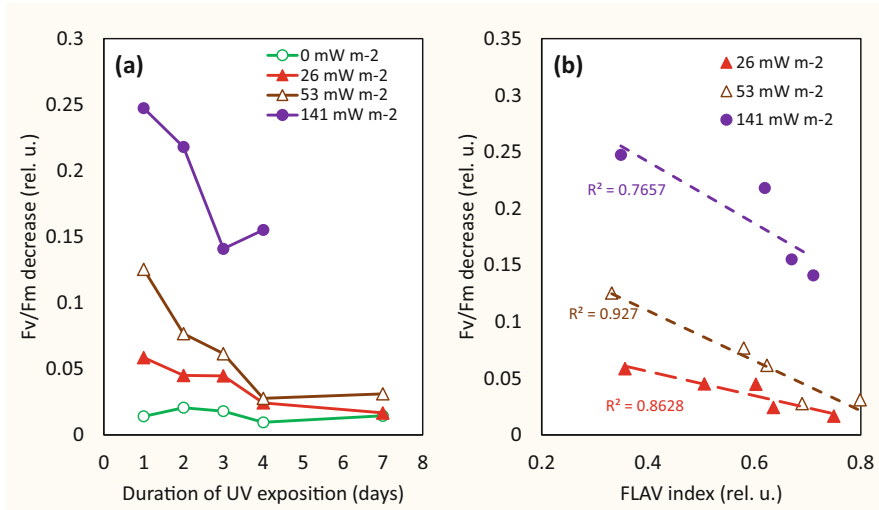 (a)
0 mW m-2
26 mW m-2
53 mW m-2
141 mW m-2
0.3
0.25
0.2
0.15
0.1
0.05
0
0 1 2 3 4 5 6 7 8
Fv/Fm decrease (rel. u.)
Duration of UV exposition (days)
(b)
26 mW m-2
53 mW m-2
141 mW m-2
0.35
0.3
0.25
0.2
0.15
0.1
0.05
0
R² = 0.7657
R² = 0.927
R² = 0.8628
0.2 0.4 0.6 0.8
Fv/Fm decrease (rel. u.)
FLAV index (rel. u.)